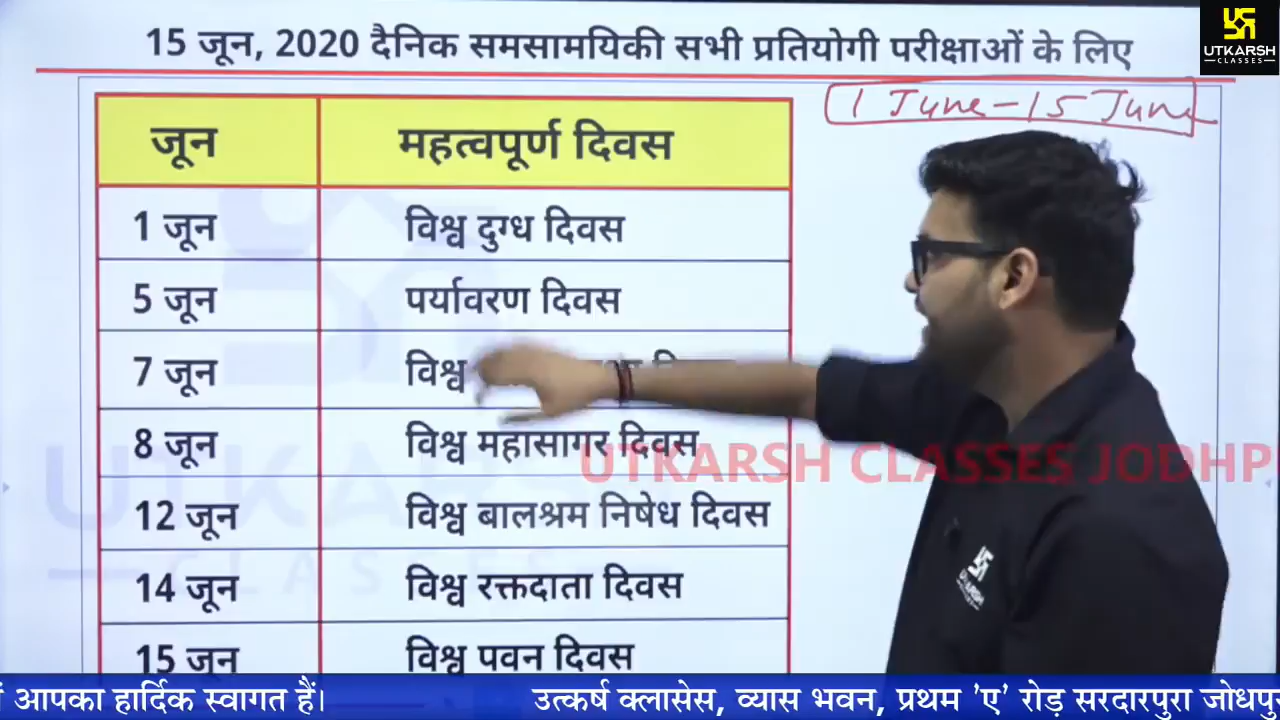 15 जून, 2020 दैनिक समसामयिकी सभी प्रतियोगी परीक्षाओं के लिए
UTKARSH
CLASSES
1 June - 15 June
जून महत्वपूर्ण दिवस
1 जून विश्व दुग्ध दिवस
5 जून पर्यावरण दिवस
7 जून विश्व
8 जून विश्व महासागर दिवस
UTKARSH CLASSES JODHP
12 जून विश्व बालश्रम निषेध दिवस
14 जून विश्व रक्तदाता दिवस
UTKARSH
15 जून विश्व पवन दिवस
आपका हार्दिक स्वागत हैं। उत्कर्ष क्लासेस, व्यास भवन, प्रथम 'ए' रोड़ सरदारपुरा जोधपु